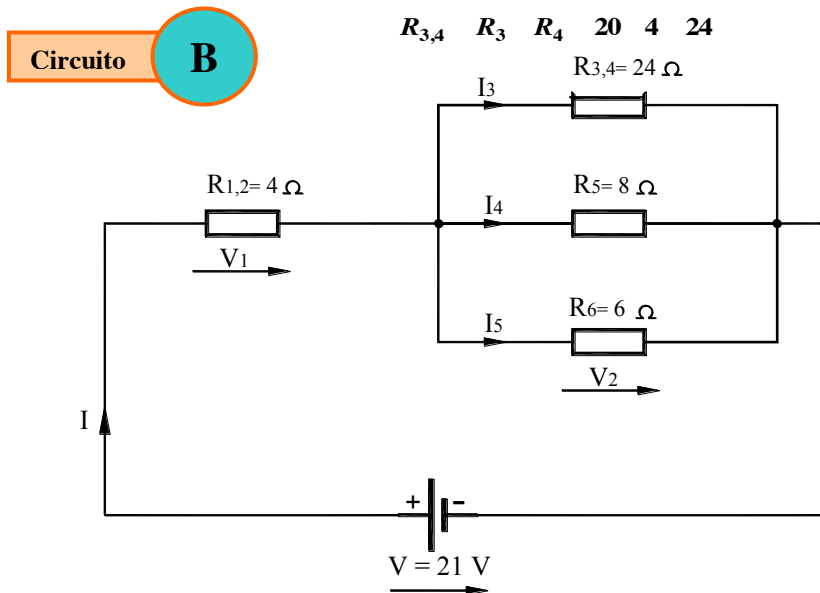 R3,4 R3 R4 20 4 24
Circuito B
R3,4= 24 Ω
I3
R1,2= 4 Ω
R5= 8 Ω
I4
V1
R6= 6 Ω
I5
V2
I
+ -
V = 21 V